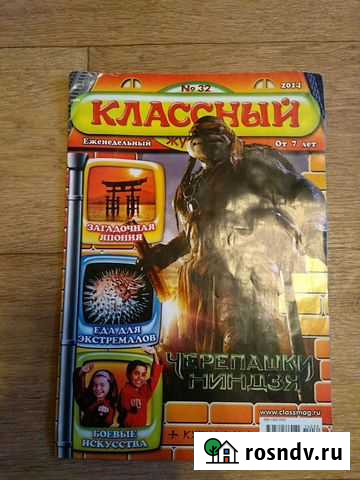 № 32
2014
КЛАССНЫЙ
Еженедельный
ЖУ
От 7 лет
ЗАГАДОЧНАЯ
ЯПОНИЯ
ЕДА ДЛЯ
ЭКСТРЕМАЛОВ
ЧЕРЕПАШКИ
НИНДЗЯ
БОЕВЫЕ
ИСКУССТВА
www.classmag.ru
rosndv.ru